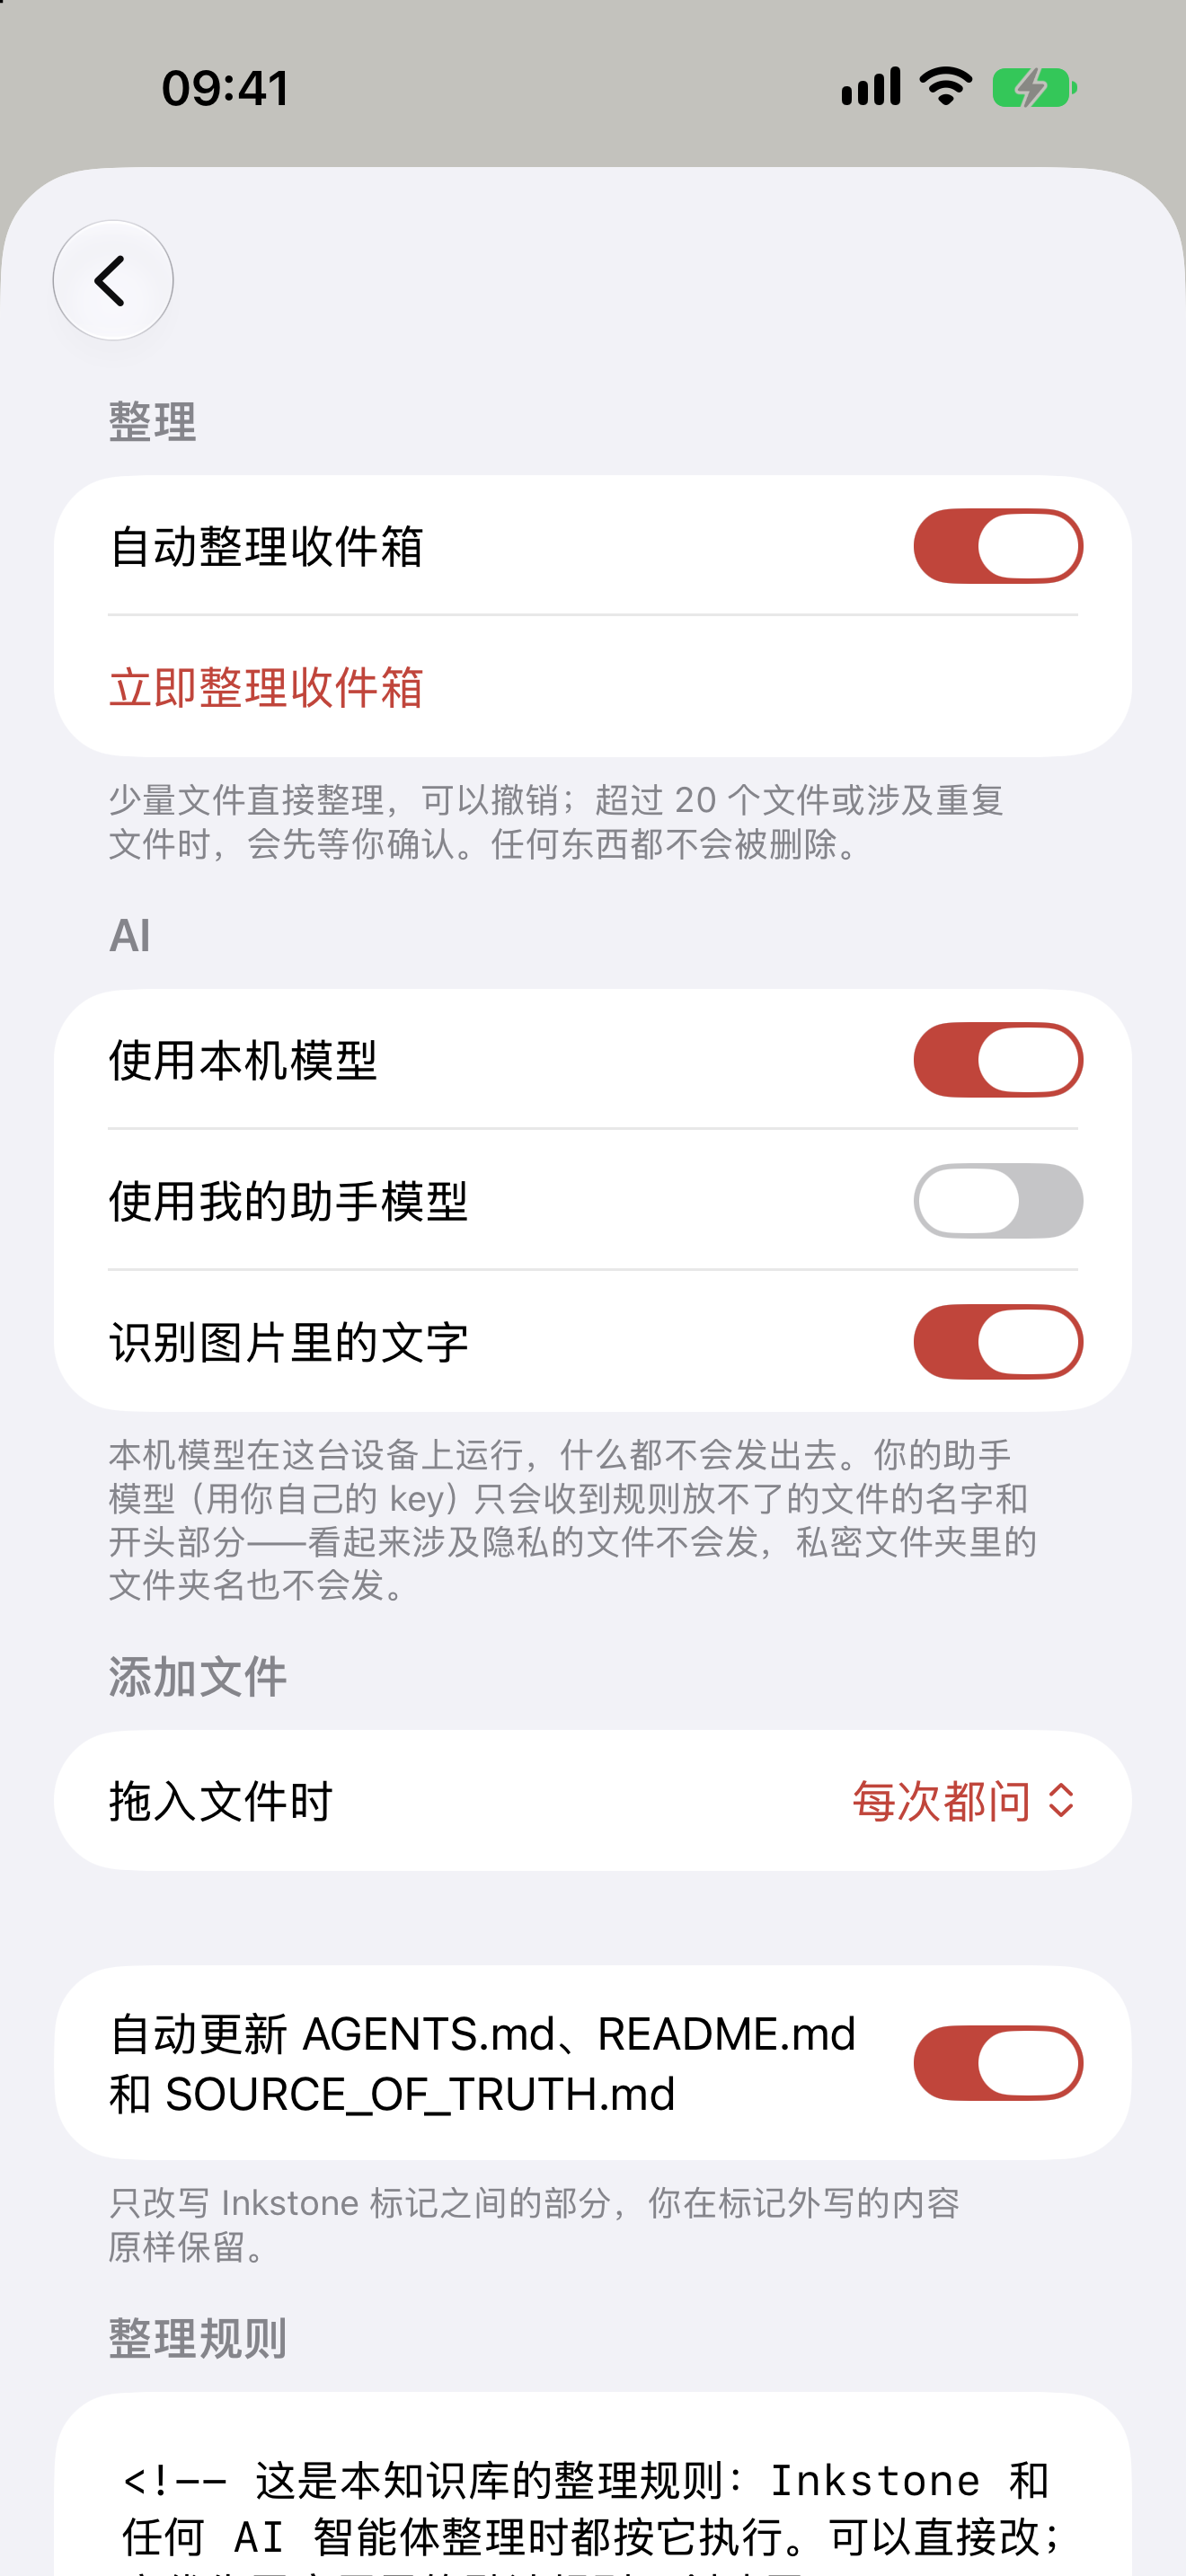 09:41
整理
自动整理收件箱
立即整理收件箱
少量文件直接整理，可以撤销；超过 20 个文件或涉及重复
文件时，会先等你确认。任何东西都不会被删除。
AI
使用本机模型
使用我的助手模型
识别图片里的文字
本机模型在这台设备上运行，什么都不会发出去。你的助手
模型（用你自己的 key）只会收到规则放不了的文件的名字和
开头部分——看起来涉及隐私的文件不会发，私密文件夹里的
文件夹名也不会发。
添加文件
拖入文件时 每次都问
自动更新 AGENTS.md、README.md
和 SOURCE_OF_TRUTH.md
只改写 Inkstone 标记之间的部分，你在标记外写的内容
原样保留。
整理规则
<!-- 这是本知识库的整理规则：Inkstone 和
任何 AI 智能体整理时都按它执行。可以直接改；